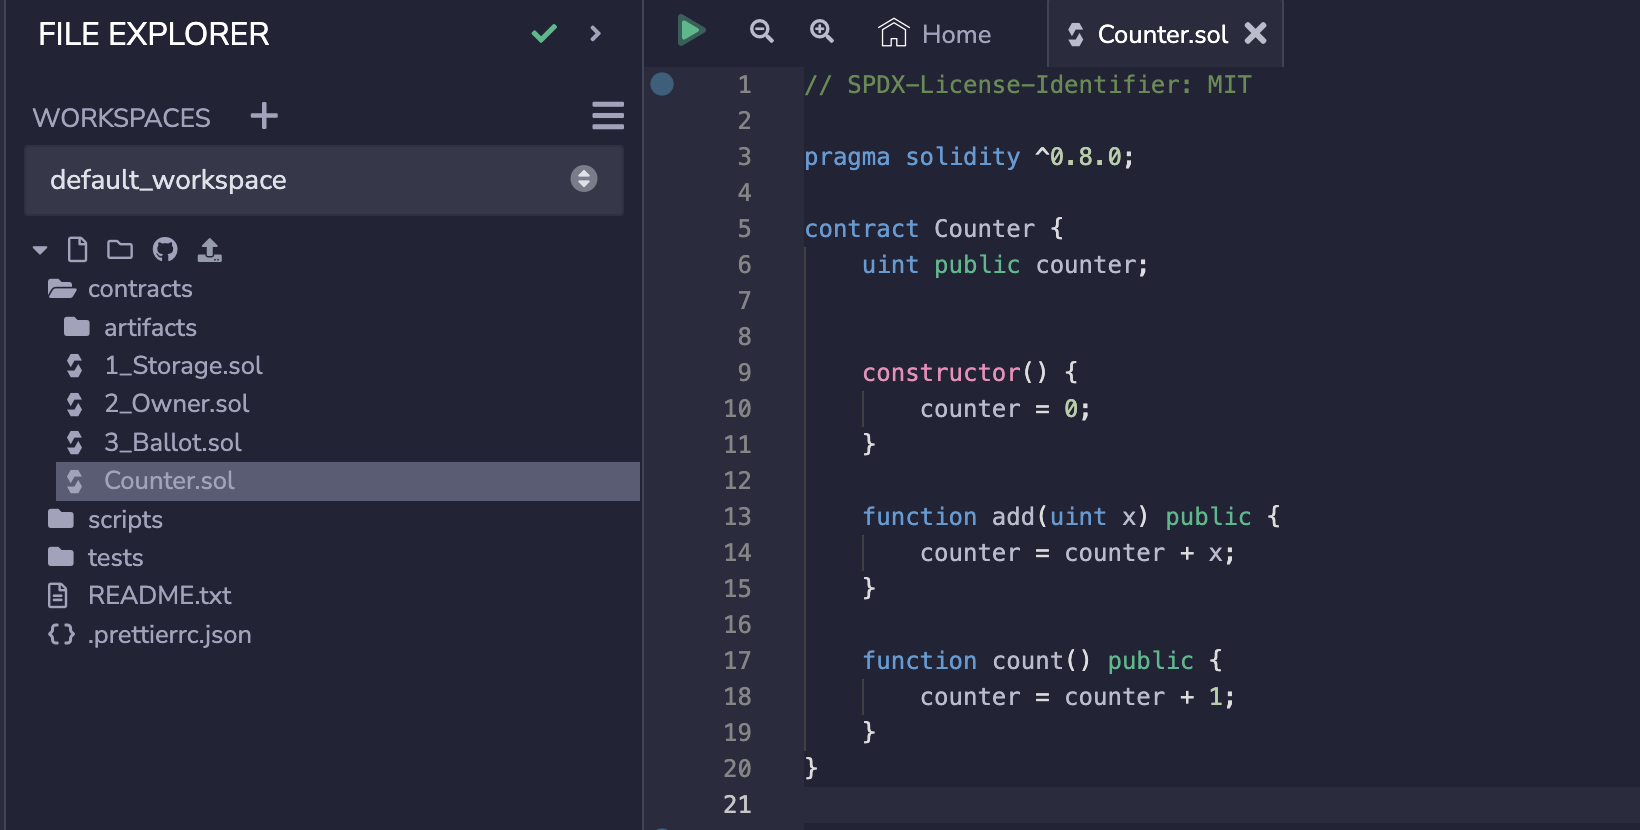 FILE EXPLORER
WORKSPACES
default_workspace
contracts
artifacts
1_Storage.sol
2_Owner.sol
3_Ballot.sol
Counter.sol
scripts
tests
README.txt
.prettierrc.json
Home
Counter.sol
1 // SPDX-License-Identifier: MIT
2
3 pragma solidity ^0.8.0;
4
5 contract Counter {
6     uint public counter;
7
8
9     constructor() {
10         counter = 0;
11     }
12
13     function add(uint x) public {
14         counter = counter + x;
15     }
16
17     function count() public {
18         counter = counter + 1;
19     }
20 }
21